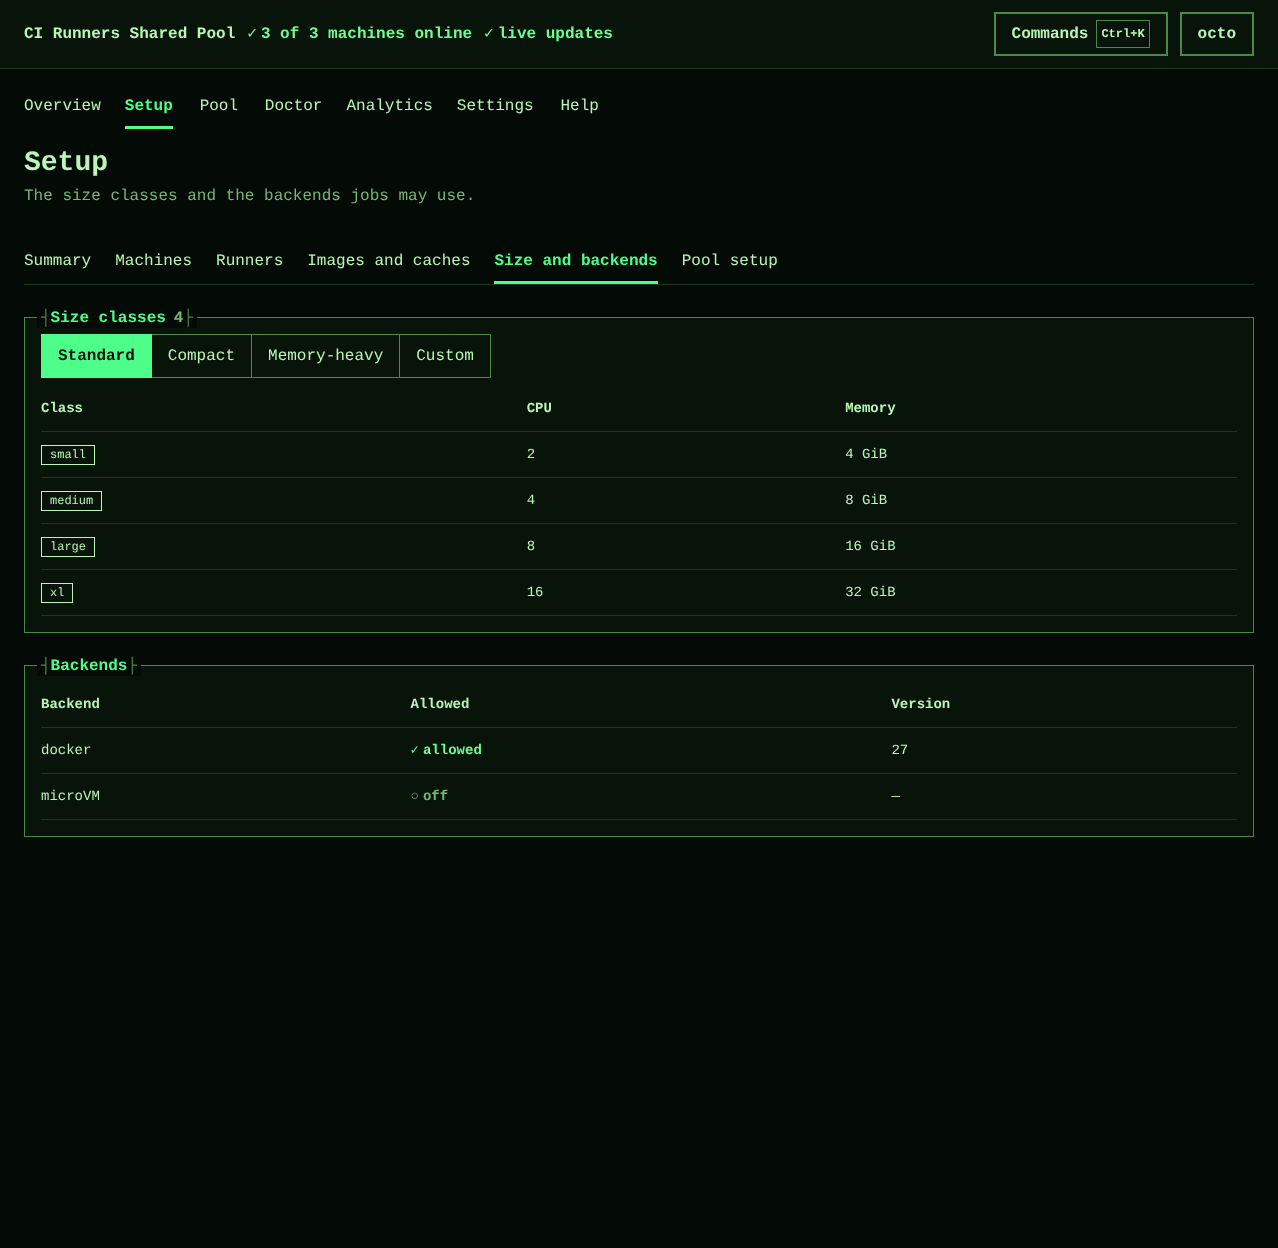 CI Runners Shared Pool ✓ 3 of 3 machines online ✓ live updates Commands Ctrl+K octo
Overview Setup Pool Doctor Analytics Settings Help
Setup
The size classes and the backends jobs may use.
Summary Machines Runners Images and caches Size and backends Pool setup
Size classes 4
Standard Compact Memory-heavy Custom
Class CPU Memory
small 2 4 GiB
medium 4 8 GiB
large 8 16 GiB
xl 16 32 GiB
Backends
Backend Allowed Version
docker ✓ allowed 27
microVM ○ off —